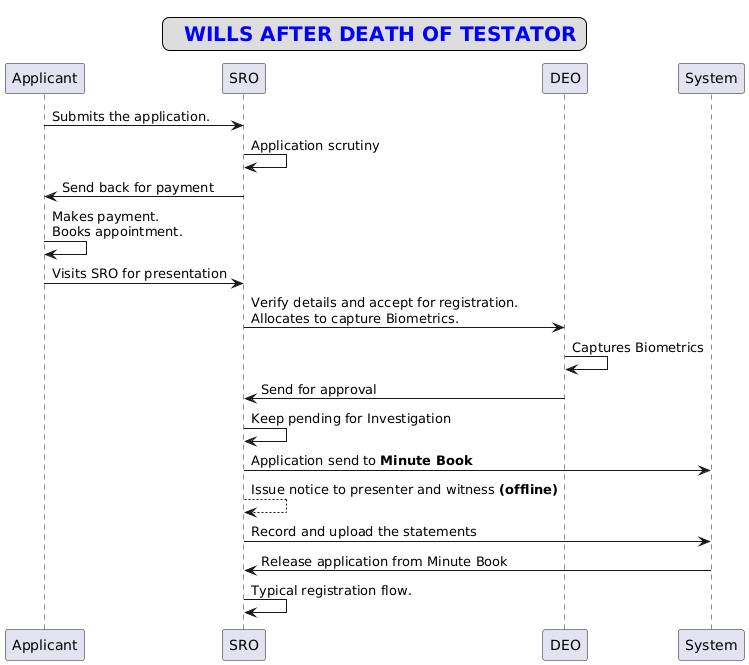 WILLS AFTER DEATH OF TESTATOR
Applicant SRO DEO System
Submits the application.
Application scrutiny
Send back for payment
Makes payment.
Books appointment.
Visits SRO for presentation
Verify details and accept for registration.
Allocates to capture Biometrics.
Captures Biometrics
Send for approval
Keep pending for Investigation
Application send to Minute Book
Issue notice to presenter and witness (offline)
Record and upload the statements
Release application from Minute Book
Typical registration flow.
Applicant SRO DEO System